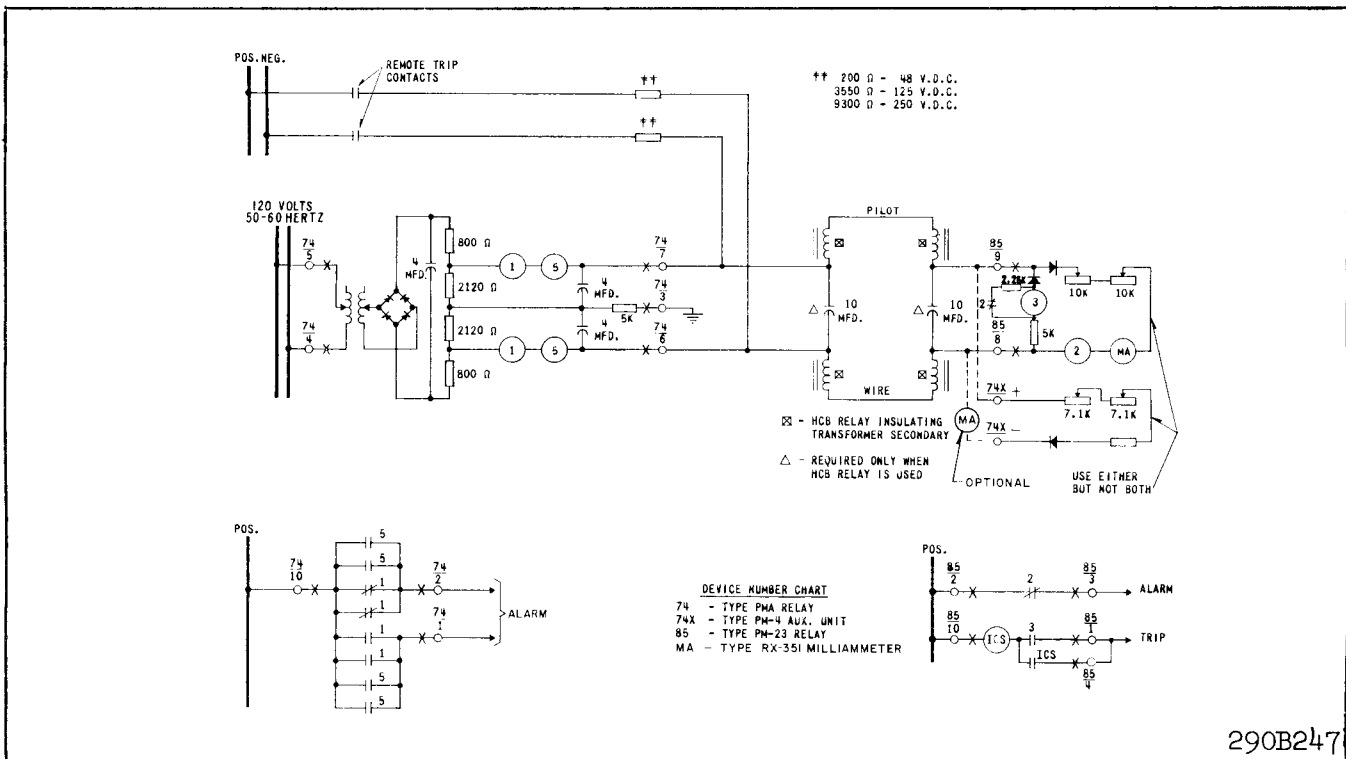 POS. NEG.
REMOTE TRIP
CONTACTS
‡‡
‡‡
‡‡ 200 Ω - 48 V.D.C.
3550 Ω - 125 V.D.C.
9300 Ω - 250 V.D.C.
120 VOLTS
50-60 HERTZ
74
5
74
4
4
MFD.
800 Ω
2120 Ω
2120 Ω
800 Ω
1
5
1
5
4
MFD.
4
MFD.
5K
74
7
74
3
74
6
PILOT
WIRE
10
MFD.
10
MFD.
85
9
85
8
2.2K
2
3
5K
10K
10K
2
MA
74X +
74X -
7.1K
7.1K
MA
OPTIONAL
USE EITHER
BUT NOT BOTH
☒ - HCB RELAY INSULATING
TRANSFORMER SECONDARY
△ - REQUIRED ONLY WHEN
HCB RELAY IS USED
POS.
74
10
5
5
1
1
1
1
5
5
74
2
74
1
ALARM
DEVICE NUMBER CHART
74 - TYPE PMA RELAY
74X - TYPE PM-4 AUX. UNIT
85 - TYPE PM-23 RELAY
MA - TYPE RX-351 MILLIAMMETER
POS.
85
2
2
85
3
ALARM
85
10
ICS
3
85
1
TRIP
ICS
85
4
290B247